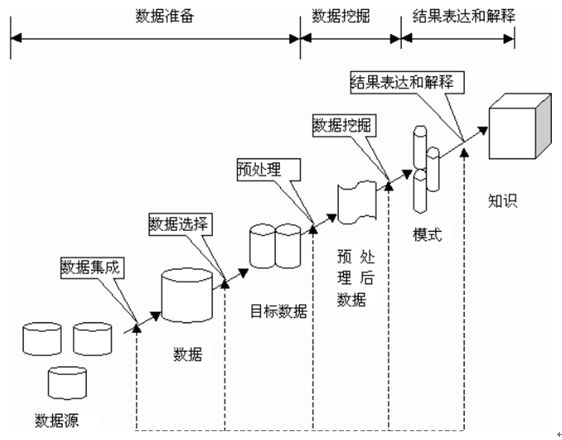 数据准备
数据挖掘
结果表达和解释
结果表达和解释
数据挖掘
预处理
数据选择
数据集成
知识
模式
预 处
理 后
数据
目标数据
数据
数据源